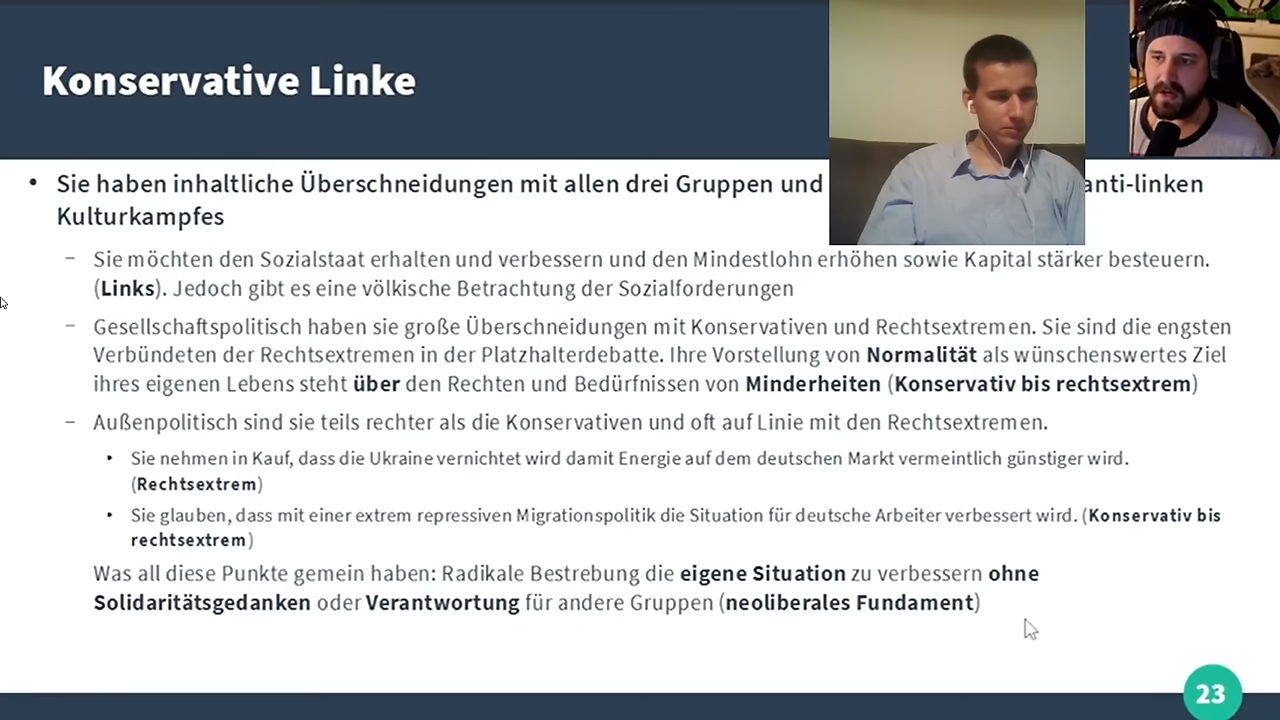 Konservative Linke
• Sie haben inhaltliche Überschneidungen mit allen drei Gruppen und anti-linken
Kulturkampfes
– Sie möchten den Sozialstaat erhalten und verbessern und den Mindestlohn erhöhen sowie Kapital stärker besteuern.
(Links). Jedoch gibt es eine völkische Betrachtung der Sozialforderungen
– Gesellschaftspolitisch haben sie große Überschneidungen mit Konservativen und Rechtsextremen. Sie sind die engsten
Verbündeten der Rechtsextremen in der Platzhalterdebatte. Ihre Vorstellung von Normalität als wünschenswertes Ziel
ihres eigenen Lebens steht über den Rechten und Bedürfnissen von Minderheiten (Konservativ bis rechtsextrem)
– Außenpolitisch sind sie teils rechter als die Konservativen und oft auf Linie mit den Rechtsextremen.
• Sie nehmen in Kauf, dass die Ukraine vernichtet wird damit Energie auf dem deutschen Markt vermeintlich günstiger wird.
(Rechtsextrem)
• Sie glauben, dass mit einer extrem repressiven Migrationspolitik die Situation für deutsche Arbeiter verbessert wird. (Konservativ bis
rechtsextrem)
Was all diese Punkte gemein haben: Radikale Bestrebung die eigene Situation zu verbessern ohne
Solidaritätsgedanken oder Verantwortung für andere Gruppen (neoliberales Fundament)
23